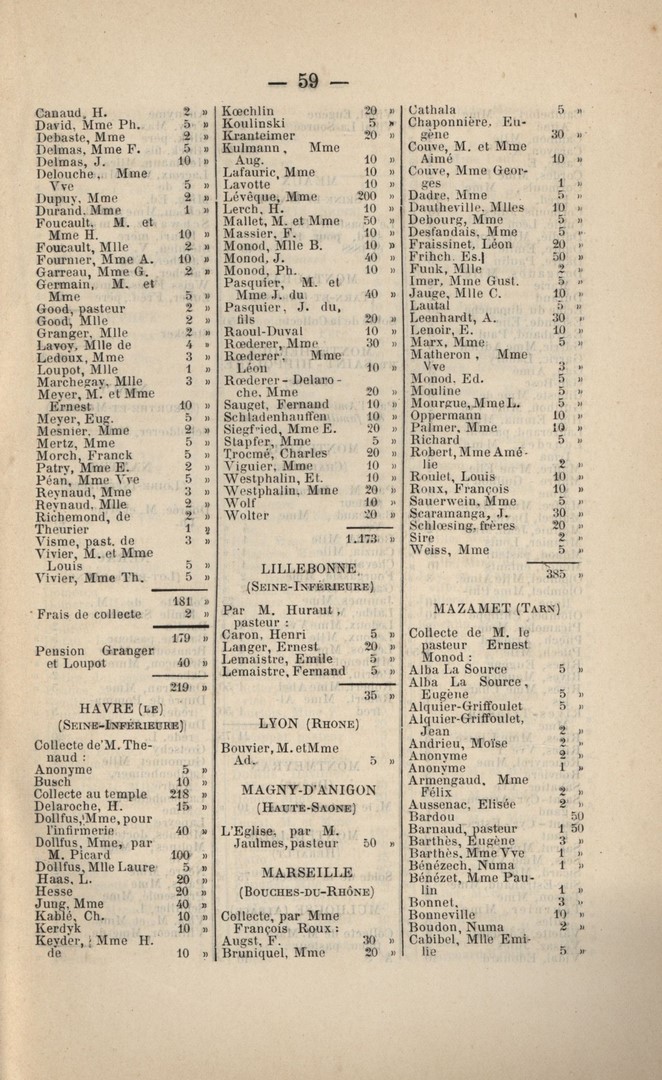 — 59 —
Canaud, H. 2 »
David, Mme Ph. 5 »
Debaste, Mme 2 »
Delmas, Mme F. 5 »
Delmas, J. 10 »
Delouche, Mme
Vve 5 »
Dupuy, Mme 2 »
Durand, Mme 1 »
Foucault, M. et
Mme H. 10 »
Foucault, Mlle 2 »
Fournier, Mme A. 10 »
Garreau, Mme G. 2 »
Germain, M. et
Mme 5 »
Good, pasteur 2 »
Good, Mlle 2 »
Granger, Mlle 2 »
Lavoy, Mlle de 4 »
Ledoux, Mme 3 »
Loupot, Mlle 1 »
Marchegay, Mlle 3 »
Meyer, M. et Mme
Ernest 10 »
Meyer, Eug. 5 »
Mesnier, Mme 2 »
Mertz, Mme 5 »
Morch, Franck 5 »
Patry, Mme E. 2 »
Péan, Mme Vve 5 »
Reynaud, Mme 3 »
Reynaud, Mlle 2 »
Richemond, de 2 »
Theurier 1 »
Visme, past. de 3 »
Vivier, M. et Mme
Louis 5 »
Vivier, Mme Th. 5 »
181 »
Frais de collecte 2 »
179 »
Pension Granger
et Loupot 40 »
219 »
HAVRE (LE)
(SEINE-INFÉRIEURE)
Collecte de M. The-
naud :
Anonyme 5 »
Busch 10 »
Collecte au temple 218 »
Delaroche, H. 15 »
Dollfus, Mme, pour
l'infirmerie 40 »
Dollfus, Mme, par
M. Picard 100 »
Dollfus, Mlle Laure 5 »
Haas, L. 20 »
Hesse 20 »
Jung, Mme 40 »
Kablé, Ch. 10 »
Kerdyk 10 »
Keyder, Mme H.
de 10 »
Kœchlin 20 »
Koulinski 5 »
Kranteimer 20 »
Kulmann, Mme
Aug. 10 »
Lafauric, Mme 10 »
Lavotte 10 »
Lévêque, Mme 200 »
Lerch, H. 10 »
Mallet, M. et Mme 50 »
Massier, F. 10 »
Monod, Mlle B. 10 »
Monod, J. 40 »
Monod, Ph. 10 »
Pasquier, M. et
Mme J. du 40 »
Pasquier, J. du,
fils 20 »
Raoul-Duval 10 »
Rœderer, Mme 30 »
Rœderer, Mme
Léon 10 »
Rœderer-Delaro-
che, Mme 20 »
Sauget, Fernand 10 »
Schladenhauffen 10 »
Siegfried, Mme E. 20 »
Stapfer, Mme 5 »
Trocmé, Charles 20 »
Viguier, Mme 10 »
Westphalin, Et. 10 »
Westphalin, Mme 20 »
Wolf 10 »
Wolter 20 »
1.173 »
LILLEBONNE
(SEINE-INFÉRIEURE)
Par M. Huraut,
pasteur :
Caron, Henri 5 »
Langer, Ernest 20 »
Lemaistre, Emile 5 »
Lemaistre, Fernand 5 »
35 »
LYON (RHONE)
Bouvier, M. et Mme
Ad. 5 »
MAGNY-D'ANIGON
(HAUTE-SAONE)
L'Eglise, par M.
Jaulmes, pasteur 50 »
MARSEILLE
(BOUCHES-DU-RHÔNE)
Collecte, par Mme
François Roux :
Augst, F. 30 »
Bruniquel, Mme 20 »
Cathala 5 »
Chaponnière, Eu-
gène 30 »
Couve, M. et Mme
Aimé 10 »
Couve, Mme Geor-
ges 1 »
Dadre, Mme 5 »
Dautheville, Mlles 10 »
Debourg, Mme 5 »
Desfandais, Mme 5 »
Fraissinet, Léon 20 »
Frihch. Es. 50 »
Funk, Mlle 2 »
Imer, Mme Gust. 5 »
Jauge, Mlle C. 10 »
Lautal 5 »
Leenhardt, A. 30 »
Lenoir, E. 10 »
Marx, Mme 5 »
Matheron, Mme
Vve 3 »
Monod, Ed. 5 »
Mouline 5 »
Mourgue, Mme L. 5 »
Oppermann 10 »
Palmer, Mme 10 »
Richard 5 »
Robert, Mme Amé-
lie 2 »
Roulet, Louis 10 »
Roux, François 10 »
Sauerwein, Mme 5 »
Scaramanga, J. 30 »
Schlœsing, frères 20 »
Sire 2 »
Weiss, Mme 5 »
385 »
MAZAMET (TARN)
Collecte de M. le
pasteur Ernest
Monod :
Alba La Source 5 »
Alba La Source,
Eugène 5 »
Alquier-Griffoulet 5 »
Alquier-Griffoulet,
Jean 2 »
Andrieu, Moïse 2 »
Anonyme 2 »
Anonyme 1 »
Armengaud, Mme
Félix 2 »
Aussenac, Elisée 2 »
Bardou 50
Barnaud, pasteur 1 50
Barthès, Eugène 3 »
Barthès, Mme Vve 1 »
Bénézech, Numa 1 »
Bénézet, Mme Pau-
lin 1 »
Bonnet, 3 »
Bonneville 10 »
Boudon, Numa 2 »
Cabibel, Mlle Emi-
lie 5 »